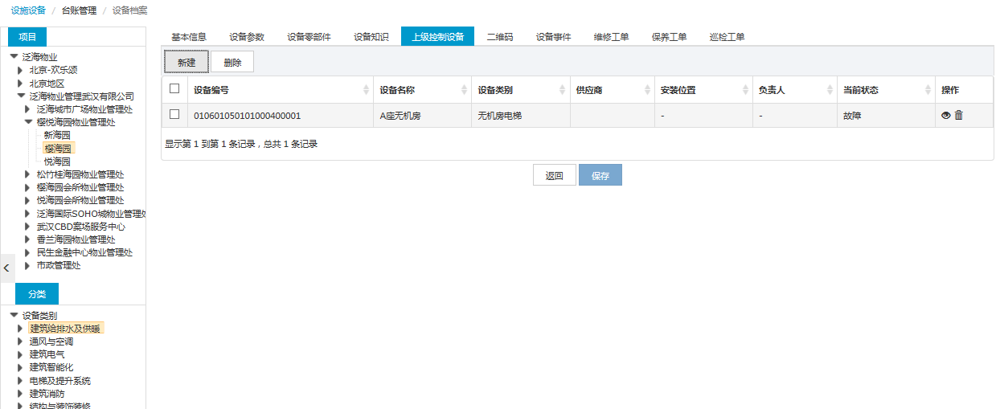 设施设备 / 台账管理 / 设备档案
项目
泛海物业
北京-欢乐颂
北京地区
泛海物业管理武汉有限公司
泛海城市广场物业管理处
樱悦海园物业管理处
新海园
樱海园
悦海园
松竹桂海园物业管理处
樱海园会所物业管理处
悦海园会所物业管理处
泛海国际SOHO城物业管理处
武汉CBD案场服务中心
香兰海园物业管理处
民生金融中心物业管理处
市政管理处
分类
设备类别
建筑给排水及供暖
通风与空调
建筑电气
建筑智能化
电梯及提升系统
建筑消防
结构与装饰装修
基本信息 设备参数 设备零部件 设备知识 上级控制设备 二维码 设备事件 维修工单 保养工单 巡检工单
新建 删除
设备编号 设备名称 设备类别 供应商 安装位置 负责人 当前状态 操作
010601050101000400001 A座无机房 无机房电梯 - - 故障
显示第 1 到第 1 条记录，总共 1 条记录
返回 保存